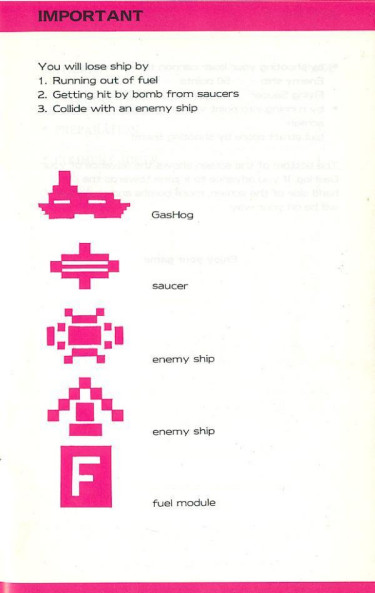 IMPORTANT
You will lose ship by
1. Running out of fuel
2. Getting hit by bomb from saucers
3. Collide with an enemy ship
GasHog
saucer
enemy ship
enemy ship
F
fuel module